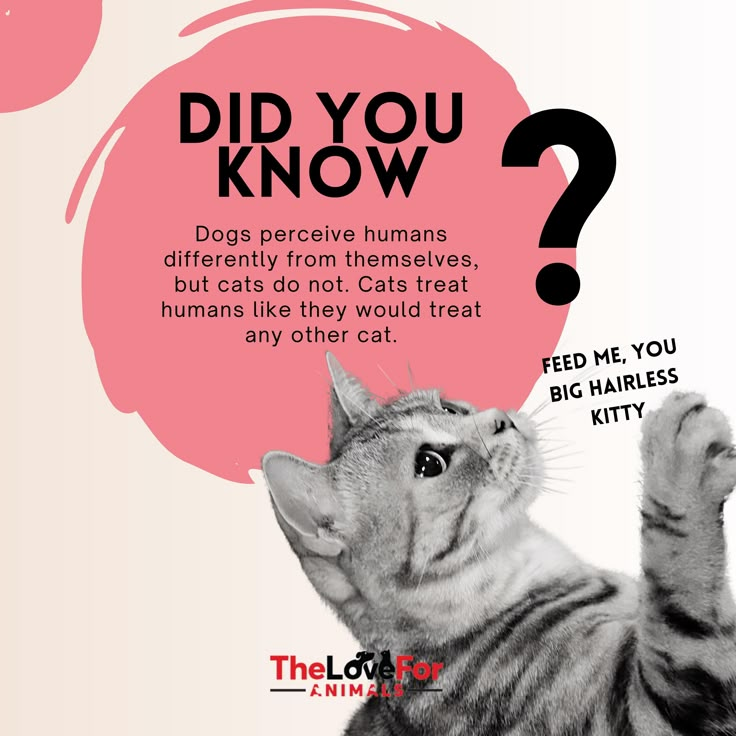 DID YOU
KNOW
?
Dogs perceive humans
differently from themselves,
but cats do not. Cats treat
humans like they would treat
any other cat.
FEED ME, YOU
BIG HAIRLESS
KITTY
TheLoveFor
ANIMALS